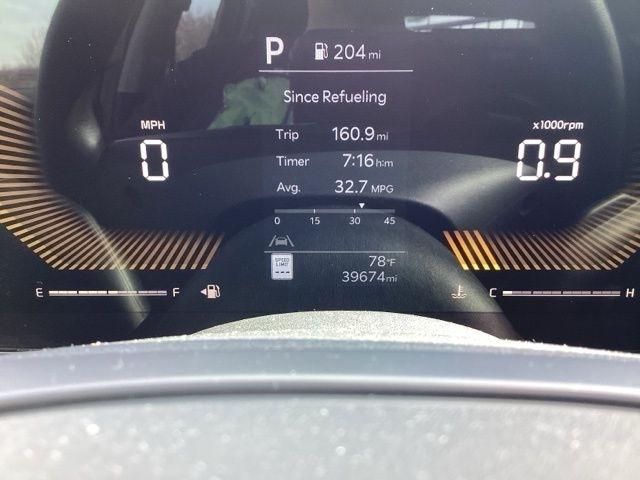 P 204 mi
Since Refueling
MPH
0
x1000rpm
0.9
Trip 160.9 mi
Timer 7:16 h:m
Avg. 32.7 MPG
0 15 30 45
SPEED LIMIT
---
78°F
39674 mi
E F
C H